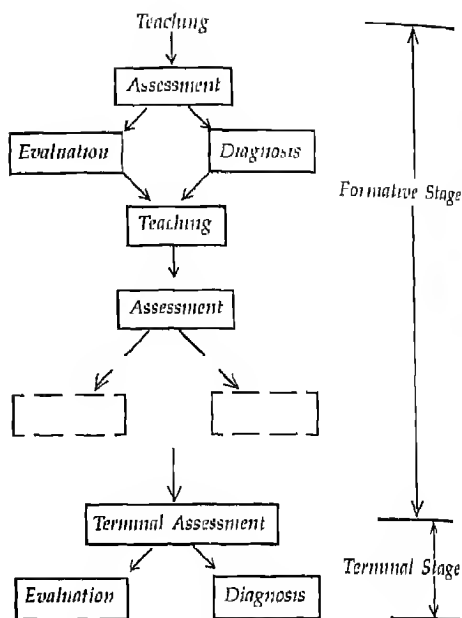 Teaching
Assessment
Evaluation
Diagnosis
Teaching
Formative Stage
Assessment
Terminal Assessment
Terminal Stage
Evaluation
Diagnosis